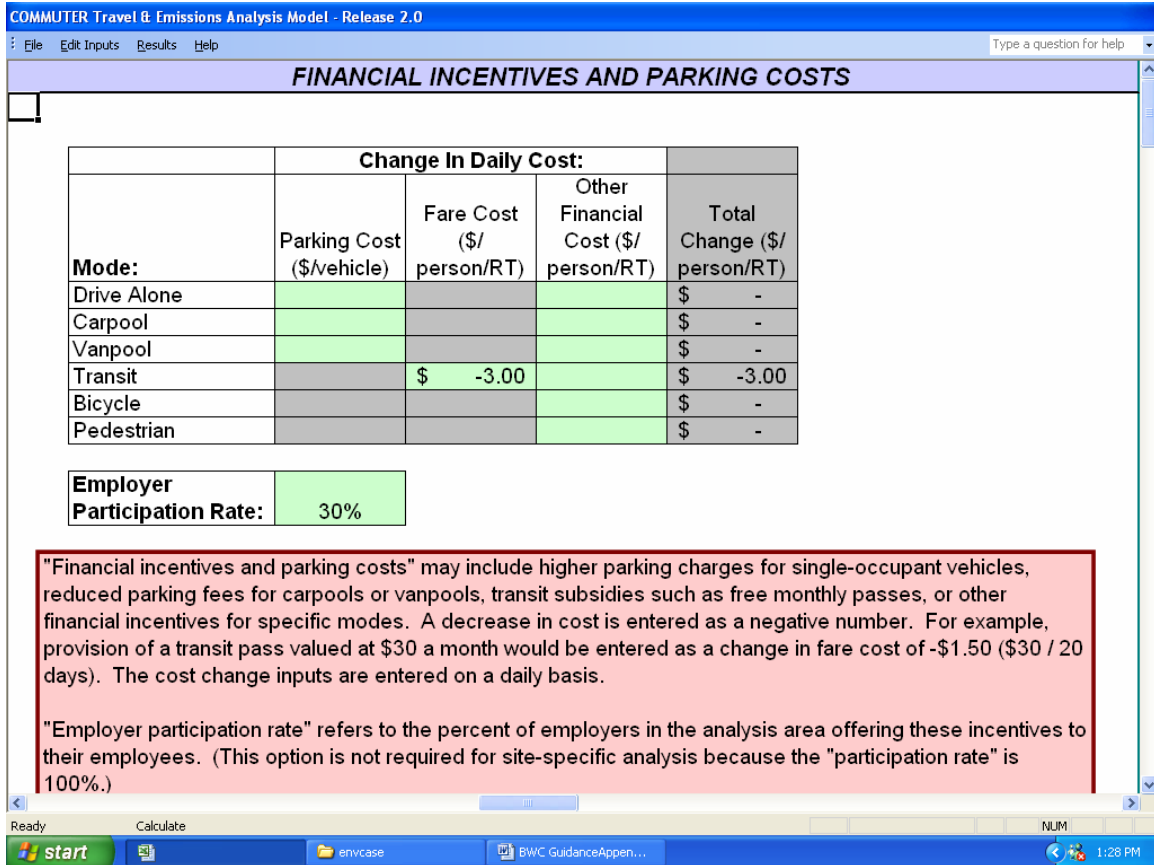 COMMUTER Travel & Emissions Analysis Model - Release 2.0
File Edit Inputs Results Help
Type a question for help
FINANCIAL INCENTIVES AND PARKING COSTS
Change In Daily Cost:
Mode:
Parking Cost
($/vehicle)
Fare Cost
($/
person/RT)
Other
Financial
Cost ($/
person/RT)
Total
Change ($/
person/RT)
Drive Alone $ -
Carpool $ -
Vanpool $ -
Transit $ -3.00 $ -3.00
Bicycle $ -
Pedestrian $ -
Employer
Participation Rate: 30%
"Financial incentives and parking costs" may include higher parking charges for single-occupant vehicles,
reduced parking fees for carpools or vanpools, transit subsidies such as free monthly passes, or other
financial incentives for specific modes. A decrease in cost is entered as a negative number. For example,
provision of a transit pass valued at $30 a month would be entered as a change in fare cost of -$1.50 ($30 / 20
days). The cost change inputs are entered on a daily basis.
"Employer participation rate" refers to the percent of employers in the analysis area offering these incentives to
their employees. (This option is not required for site-specific analysis because the "participation rate" is
100%.)
Ready Calculate NUM
start envcase BWC GuidanceAppen... 1:28 PM